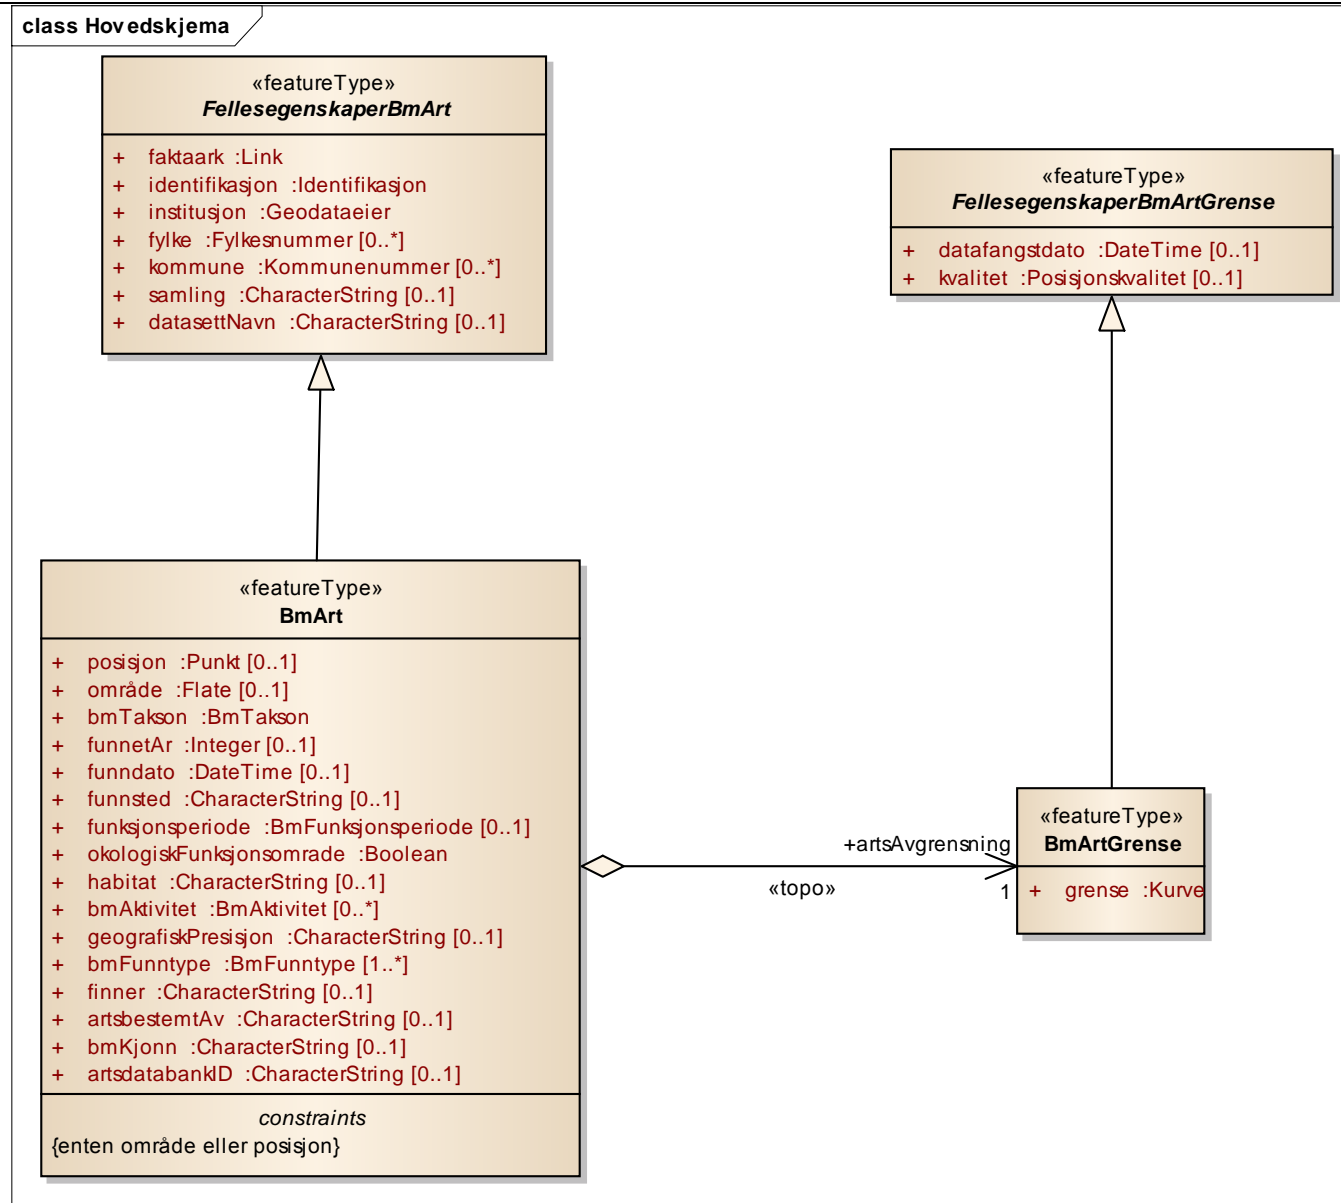 class Hovedskjema
«featureType»
FellesegenskaperBmArt
+ faktaark :Link
+ identifikasjon :Identifikasjon
+ institusjon :Geodataeier
+ fylke :Fylkesnummer [0..*]
+ kommune :Kommunenummer [0..*]
+ samling :CharacterString [0..1]
+ datasettNavn :CharacterString [0..1]
«featureType»
FellesegenskaperBmArtGrense
+ datafangstdato :DateTime [0..1]
+ kvalitet :Posisjonskvalitet [0..1]
«featureType»
BmArt
+ posisjon :Punkt [0..1]
+ område :Flate [0..1]
+ bmTakson :BmTakson
+ funnetAr :Integer [0..1]
+ funndato :DateTime [0..1]
+ funnsted :CharacterString [0..1]
+ funksjonsperiode :BmFunksjonsperiode [0..1]
+ okologiskFunksjonsomrade :Boolean
+ habitat :CharacterString [0..1]
+ bmAktivitet :BmAktivitet [0..*]
+ geografiskPresisjon :CharacterString [0..1]
+ bmFunntype :BmFunntype [1..*]
+ finner :CharacterString [0..1]
+ artsbestemtAv :CharacterString [0..1]
+ bmKjonn :CharacterString [0..1]
+ artsdatabankID :CharacterString [0..1]
constraints
{enten område eller posisjon}
+artsAvgrensning
«topo»
1
«featureType»
BmArtGrense
+ grense :Kurve